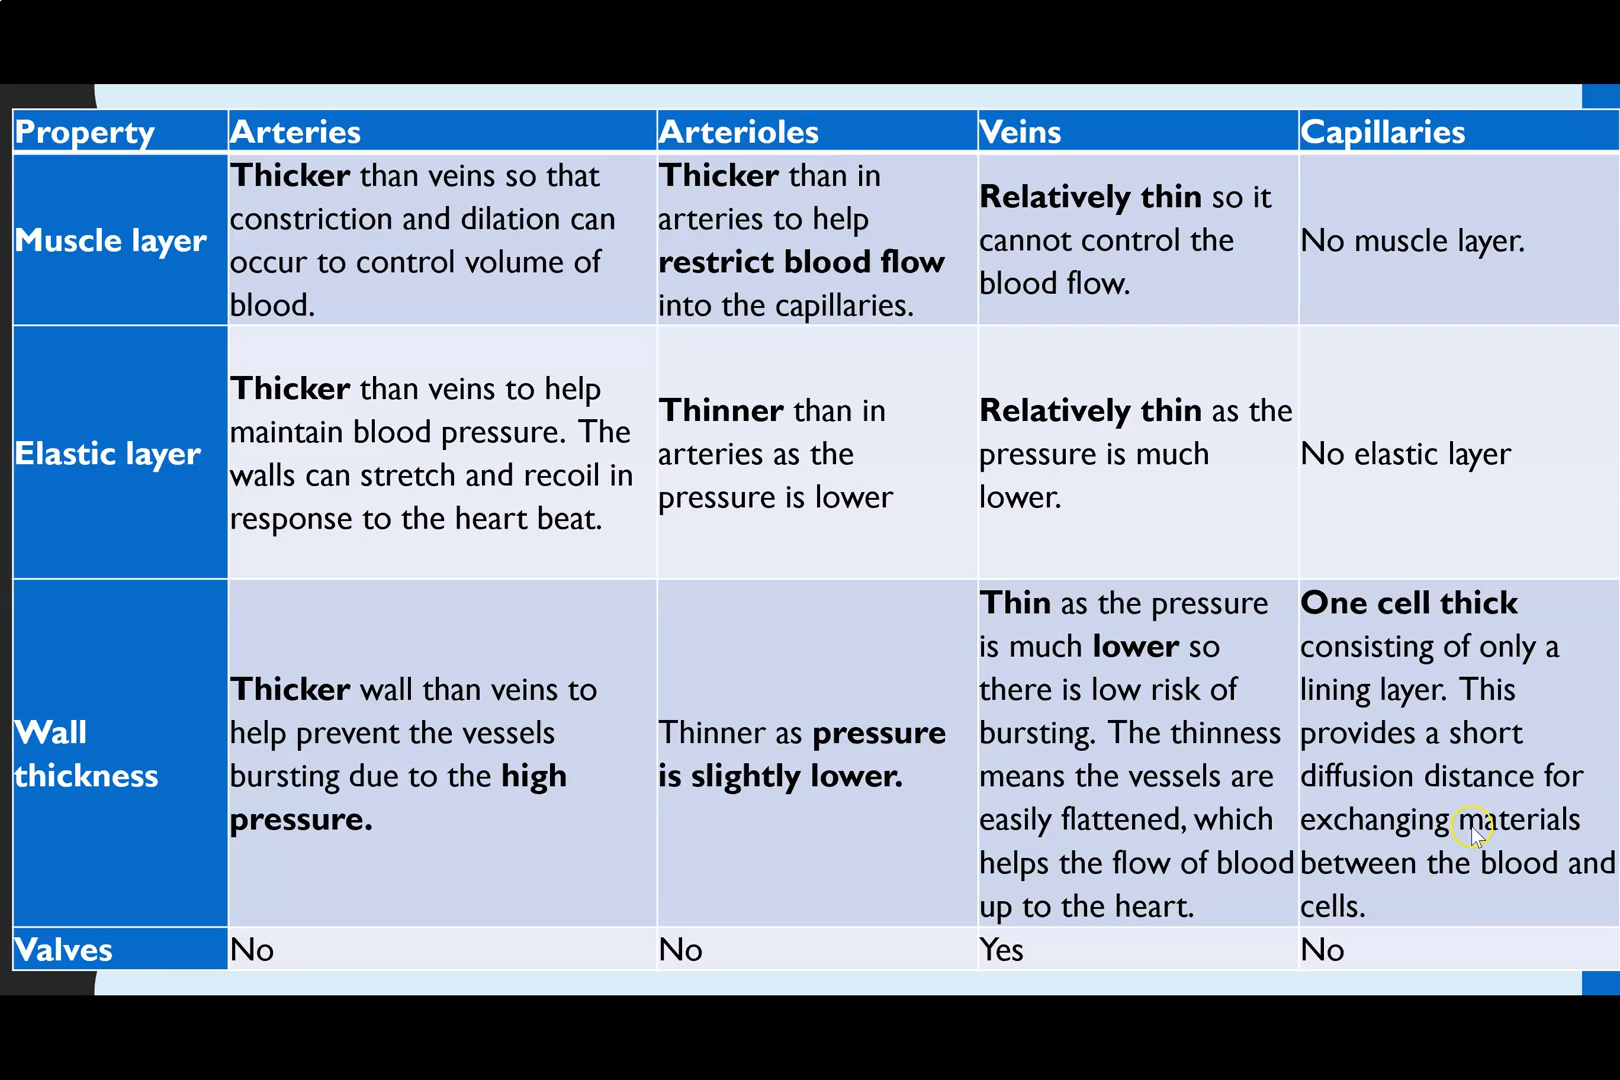 Property
Arteries
Arterioles
Veins
Capillaries
Muscle layer
Thicker than veins so that
constriction and dilation can
occur to control volume of
blood.
Thicker than in
arteries to help
restrict blood flow
into the capillaries.
Relatively thin so it
cannot control the
blood flow.
No muscle layer.
Elastic layer
Thicker than veins to help
maintain blood pressure. The
walls can stretch and recoil in
response to the heart beat.
Thinner than in
arteries as the
pressure is lower
Relatively thin as the
pressure is much
lower.
No elastic layer
Wall
thickness
Thicker wall than veins to
help prevent the vessels
bursting due to the high
pressure.
Thinner as pressure
is slightly lower.
Thin as the pressure
is much lower so
there is low risk of
bursting. The thinness
means the vessels are
easily flattened, which
helps the flow of blood
up to the heart.
One cell thick
consisting of only a
lining layer. This
provides a short
diffusion distance for
exchanging materials
between the blood and
cells.
Valves
No
No
Yes
No